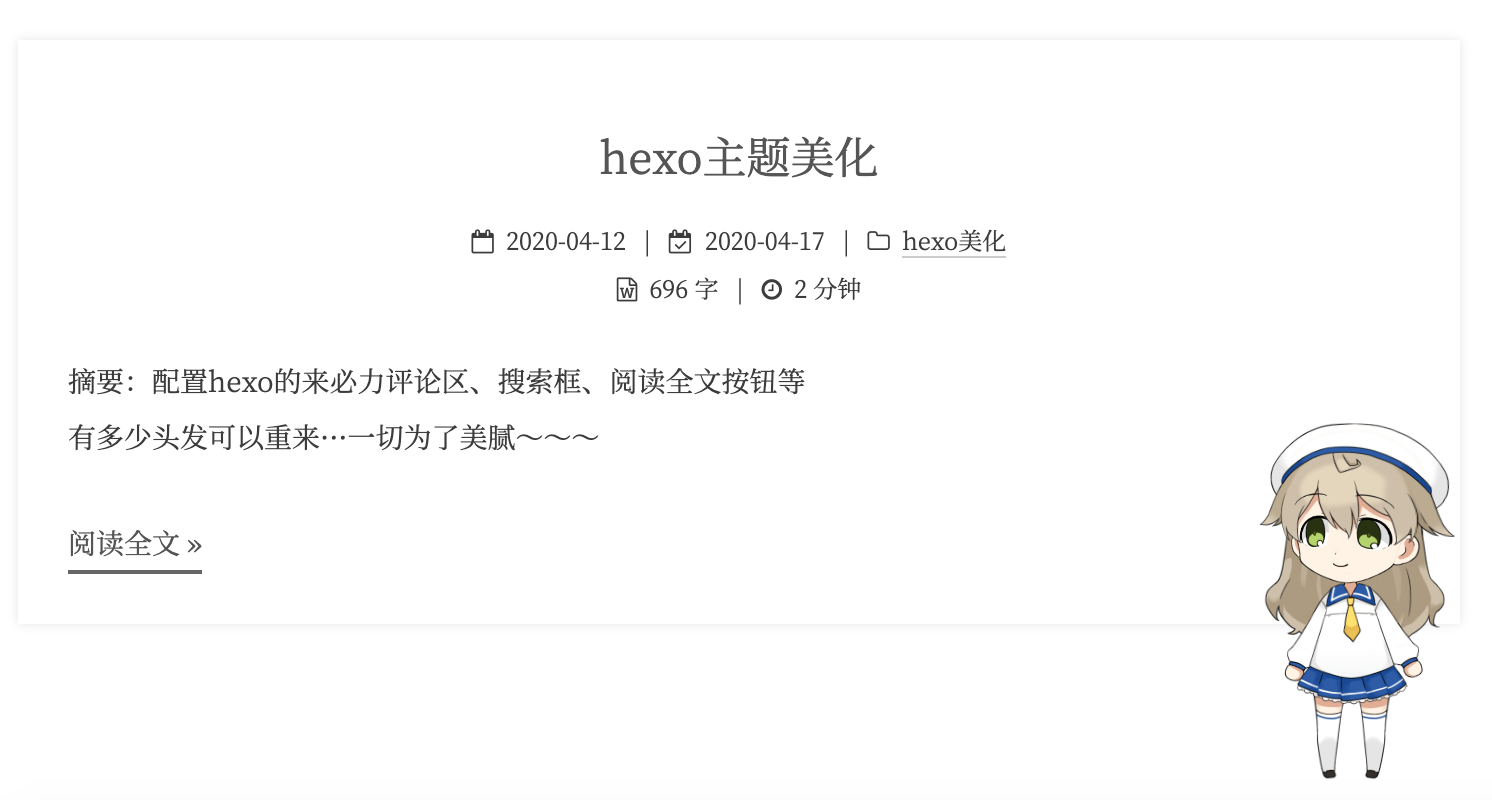 hexo主题美化
2020-04-12 | 2020-04-17 | hexo美化
696 字 | 2 分钟
摘要：配置hexo的来必力评论区、搜索框、阅读全文按钮等
有多少头发可以重来…一切为了美腻～～～
阅读全文 »